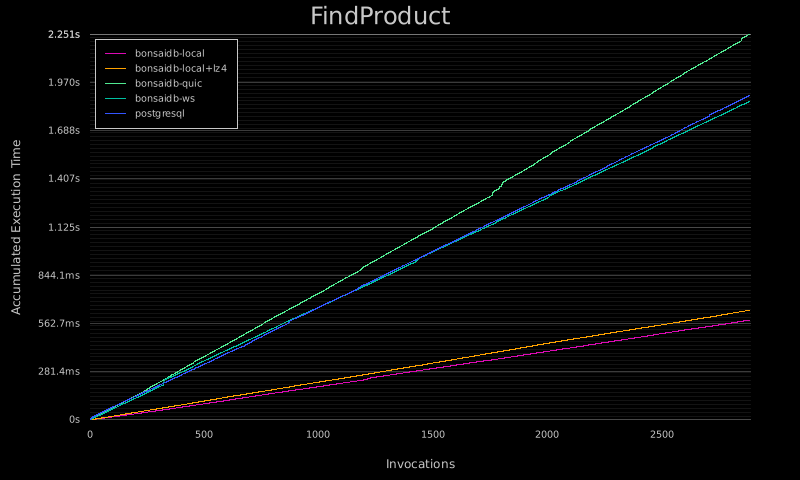 FindProduct
2.251s
1.970s
1.688s
1.407s
1.125s
844.1ms
562.7ms
281.4ms
0s
bonsaidb-local
bonsaidb-local+lz4
bonsaidb-quic
bonsaidb-ws
postgresql
Accumulated Execution Time
0 500 1000 1500 2000 2500
Invocations